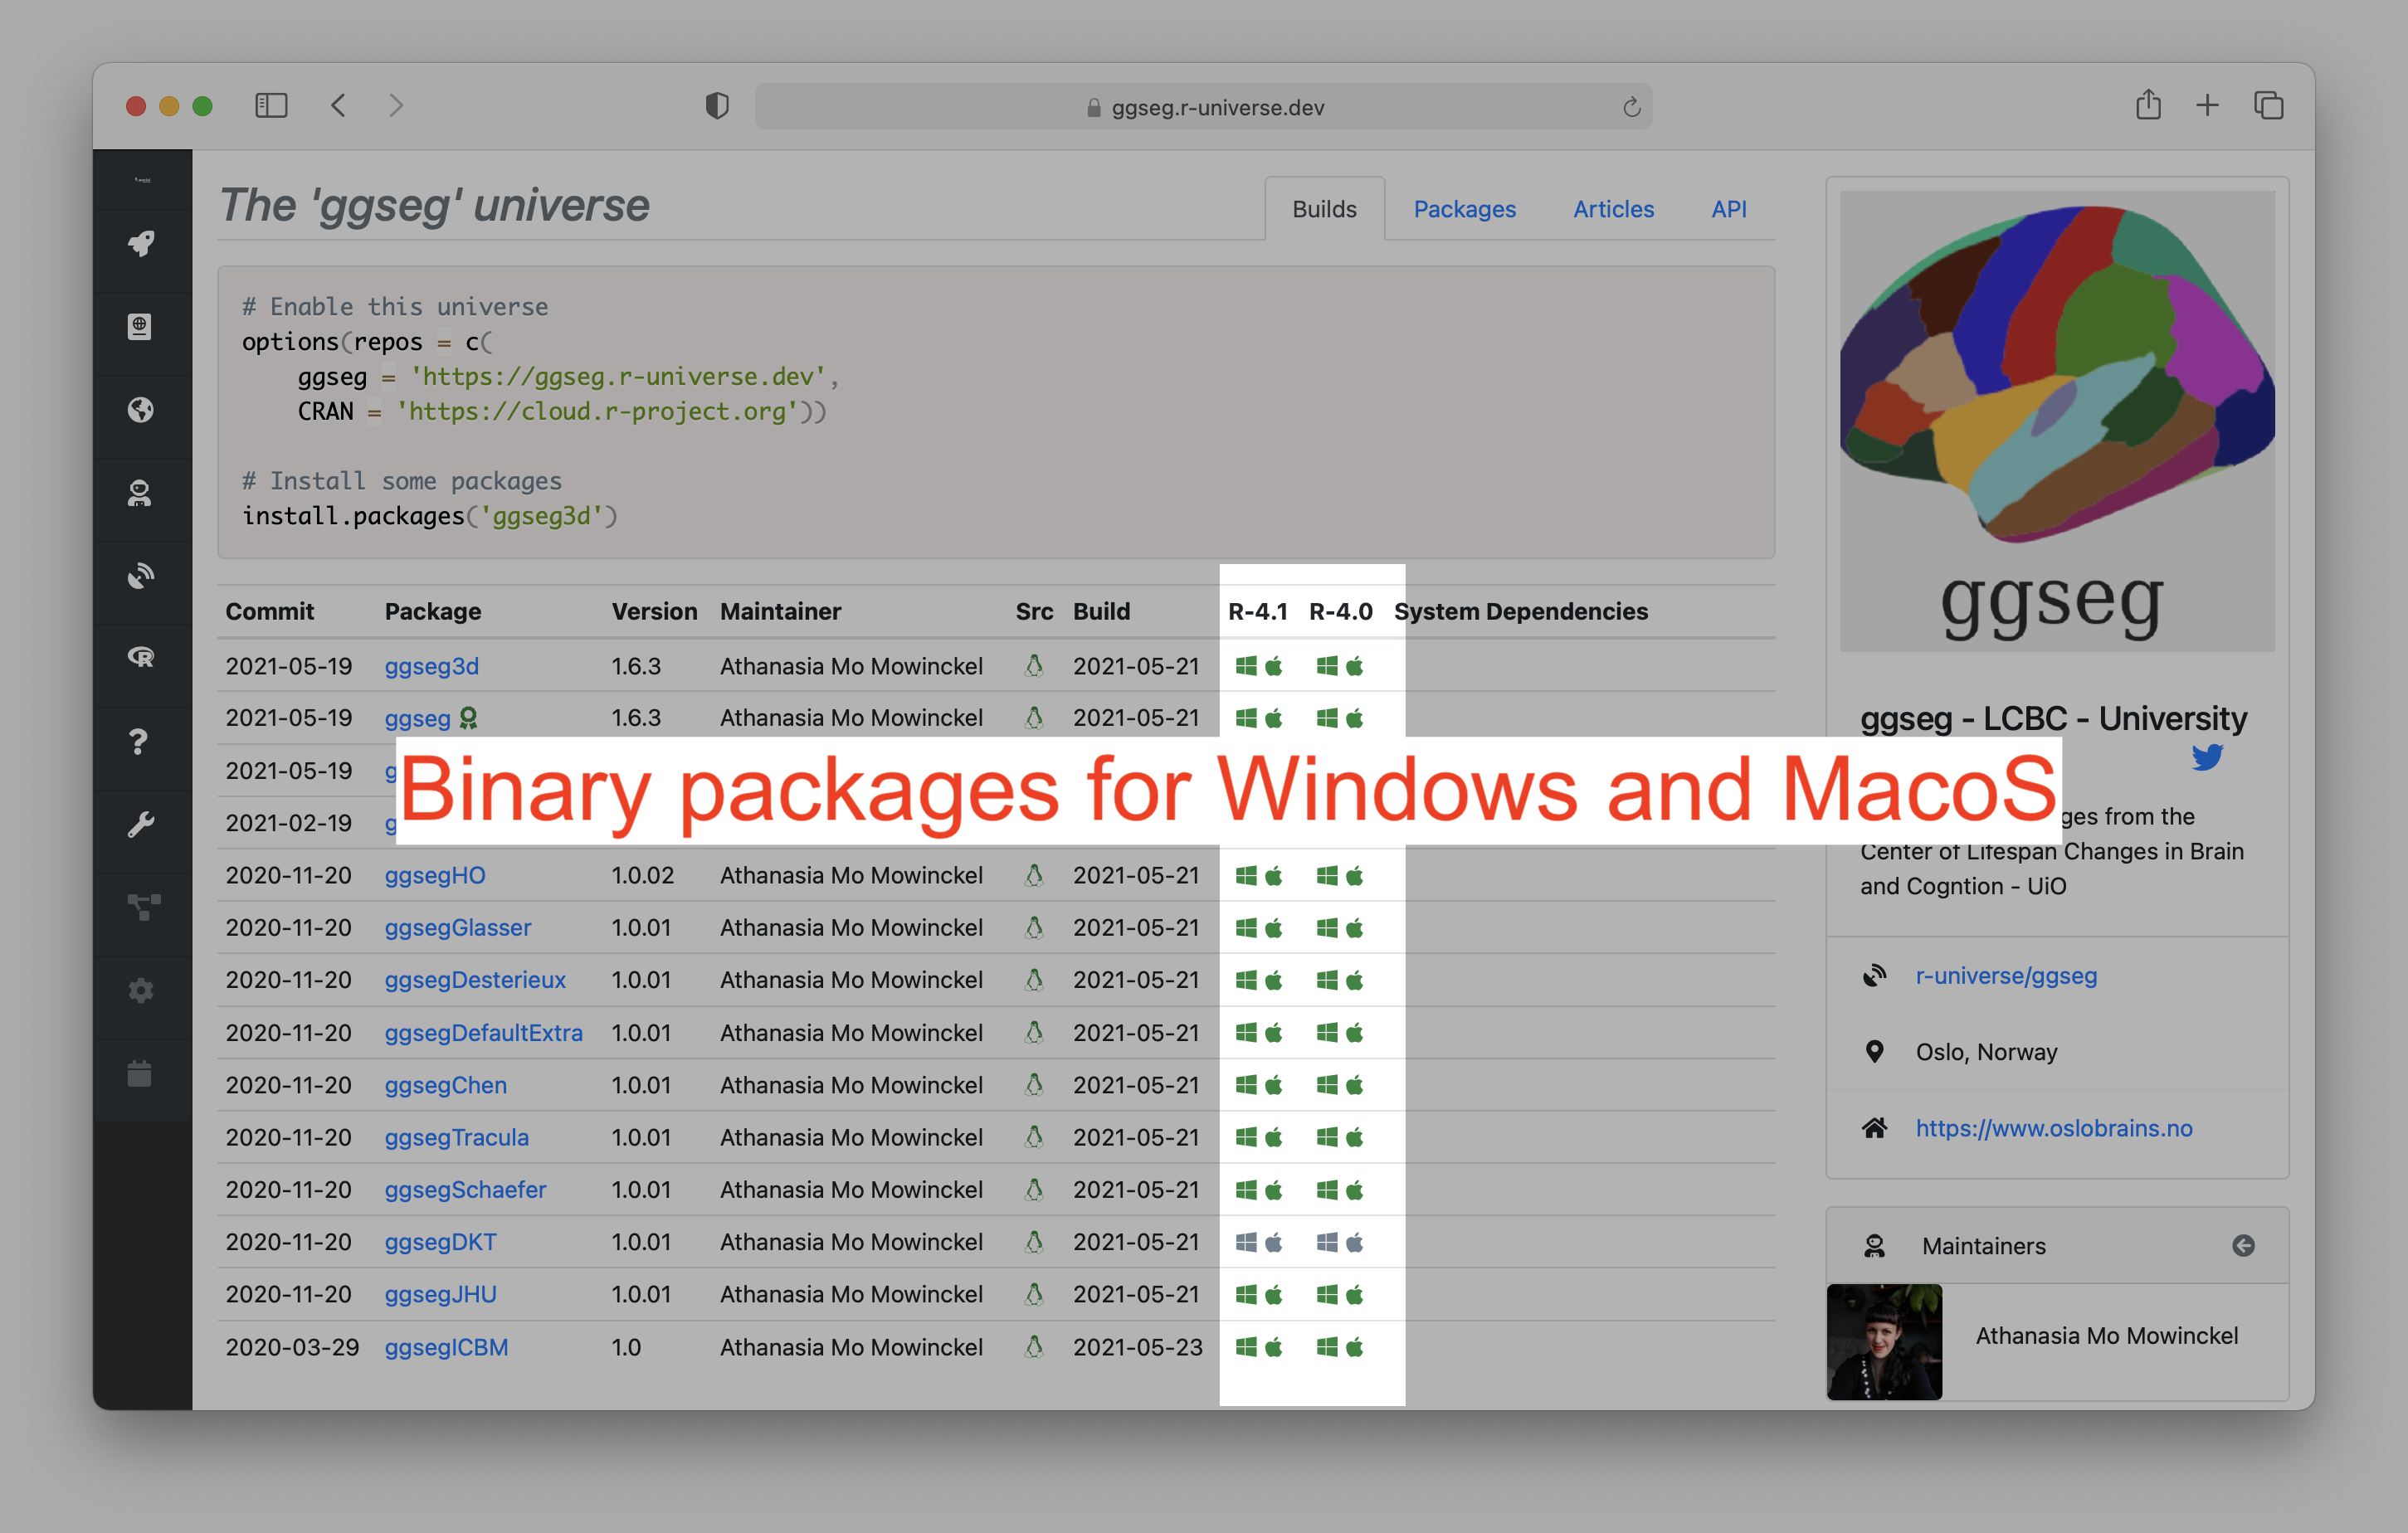 ggseg.r-universe.dev
The 'ggseg' universe
Builds Packages Articles API
# Enable this universe
options(repos = c(
ggseg = 'https://ggseg.r-universe.dev',
CRAN = 'https://cloud.r-project.org'))
# Install some packages
install.packages('ggseg3d')
Commit Package Version Maintainer Src Build R-4.1 R-4.0 System Dependencies
2021-05-19 ggseg3d 1.6.3 Athanasia Mo Mowinckel 2021-05-21
2021-05-19 ggseg 1.6.3 Athanasia Mo Mowinckel 2021-05-21
2021-05-19
2021-02-19
Binary packages for Windows and MacoS
2020-11-20 ggsegHO 1.0.02 Athanasia Mo Mowinckel 2021-05-21
2020-11-20 ggsegGlasser 1.0.01 Athanasia Mo Mowinckel 2021-05-21
2020-11-20 ggsegDesterieux 1.0.01 Athanasia Mo Mowinckel 2021-05-21
2020-11-20 ggsegDefaultExtra 1.0.01 Athanasia Mo Mowinckel 2021-05-21
2020-11-20 ggsegChen 1.0.01 Athanasia Mo Mowinckel 2021-05-21
2020-11-20 ggsegTracula 1.0.01 Athanasia Mo Mowinckel 2021-05-21
2020-11-20 ggsegSchaefer 1.0.01 Athanasia Mo Mowinckel 2021-05-21
2020-11-20 ggsegDKT 1.0.01 Athanasia Mo Mowinckel 2021-05-21
2020-11-20 ggsegJHU 1.0.01 Athanasia Mo Mowinckel 2021-05-21
2020-03-29 ggsegICBM 1.0 Athanasia Mo Mowinckel 2021-05-23
ggseg
ggseg - LCBC - University
from the
Center of Lifespan Changes in Brain
and Cogntion - UiO
r-universe/ggseg
Oslo, Norway
https://www.oslobrains.no
Maintainers
Athanasia Mo Mowinckel